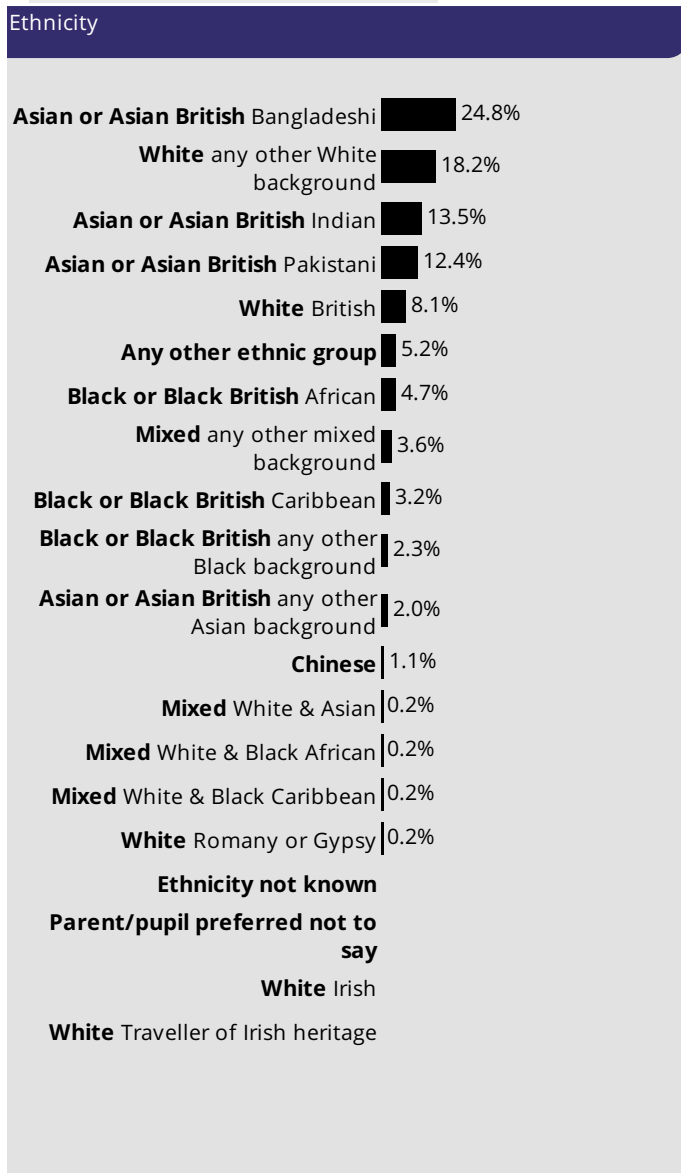 Ethnicity
Asian or Asian British Bangladeshi 24.8%
White any other White
background 18.2%
Asian or Asian British Indian 13.5%
Asian or Asian British Pakistani 12.4%
White British 8.1%
Any other ethnic group 5.2%
Black or Black British African 4.7%
Mixed any other mixed
background 3.6%
Black or Black British Caribbean 3.2%
Black or Black British any other
Black background 2.3%
Asian or Asian British any other
Asian background 2.0%
Chinese 1.1%
Mixed White & Asian 0.2%
Mixed White & Black African 0.2%
Mixed White & Black Caribbean 0.2%
White Romany or Gypsy 0.2%
Ethnicity not known
Parent/pupil preferred not to
say
White Irish
White Traveller of Irish heritage